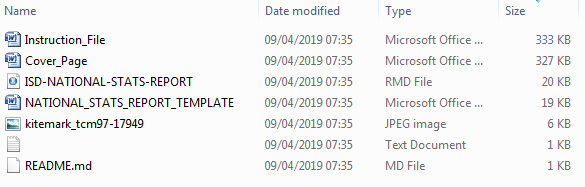 Name Date modified Type Size
Instruction_File 09/04/2019 07:35 Microsoft Office ... 333 KB
Cover_Page 09/04/2019 07:35 Microsoft Office ... 327 KB
ISD-NATIONAL-STATS-REPORT 09/04/2019 07:35 RMD File 20 KB
NATIONAL_STATS_REPORT_TEMPLATE 09/04/2019 07:35 Microsoft Office ... 19 KB
kitemark_tcm97-17949 09/04/2019 07:35 JPEG image 6 KB
09/04/2019 07:35 Text Document 1 KB
README.md 09/04/2019 07:35 MD File 1 KB